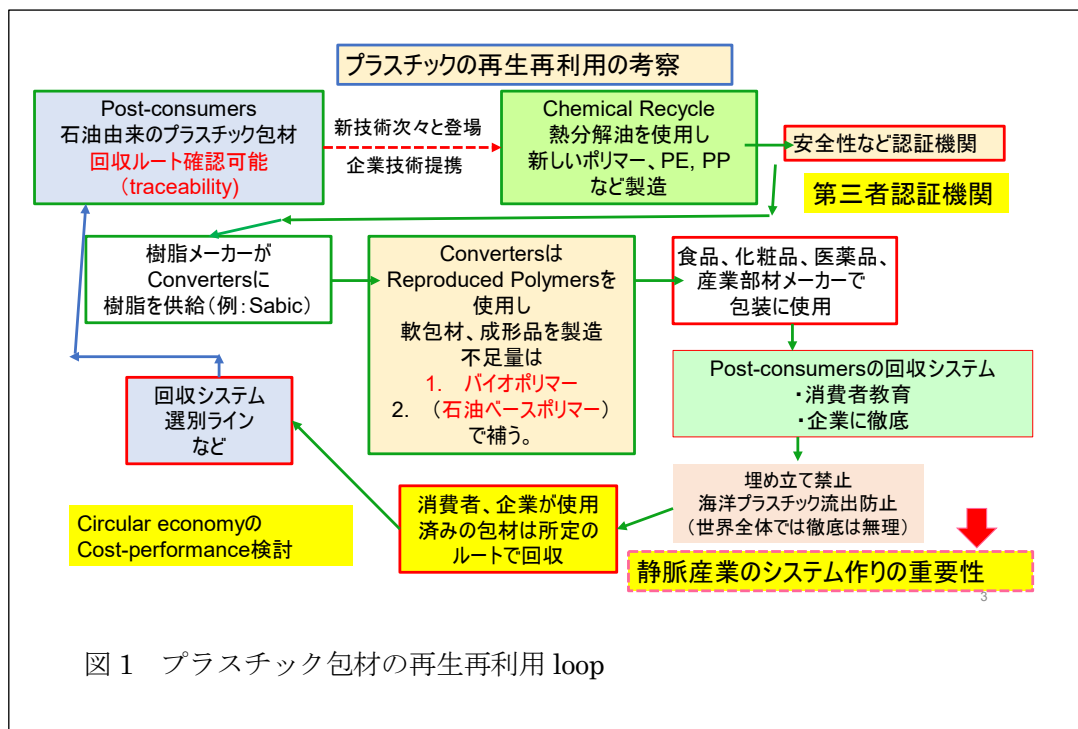 プラスチックの再生再利用の考察
Post-consumers
石油由来のプラスチック包材
回収ルート確認可能
（traceability)
新技術次々と登場
企業技術提携
Chemical Recycle
熱分解油を使用し
新しいポリマー、PE, PP
など製造
安全性など認証機関
第三者認証機関
樹脂メーカーが
Convertersに
樹脂を供給（例：Sabic）
Convertersは
Reproduced Polymersを
使用し
軟包材、成形品を製造
不足量は
1. バイオポリマー
2. （石油ベースポリマー）
で補う。
食品、化粧品、医薬品、
産業部材メーカーで
包装に使用
Post-consumersの回収システム
・消費者教育
・企業に徹底
回収システム
選別ライン
など
埋め立て禁止
海洋プラスチック流出防止
（世界全体では徹底は無理）
消費者、企業が使用
済みの包材は所定の
ルートで回収
Circular economyの
Cost-performance検討
静脈産業のシステム作りの重要性
3
図１ プラスチック包材の再生再利用 loop